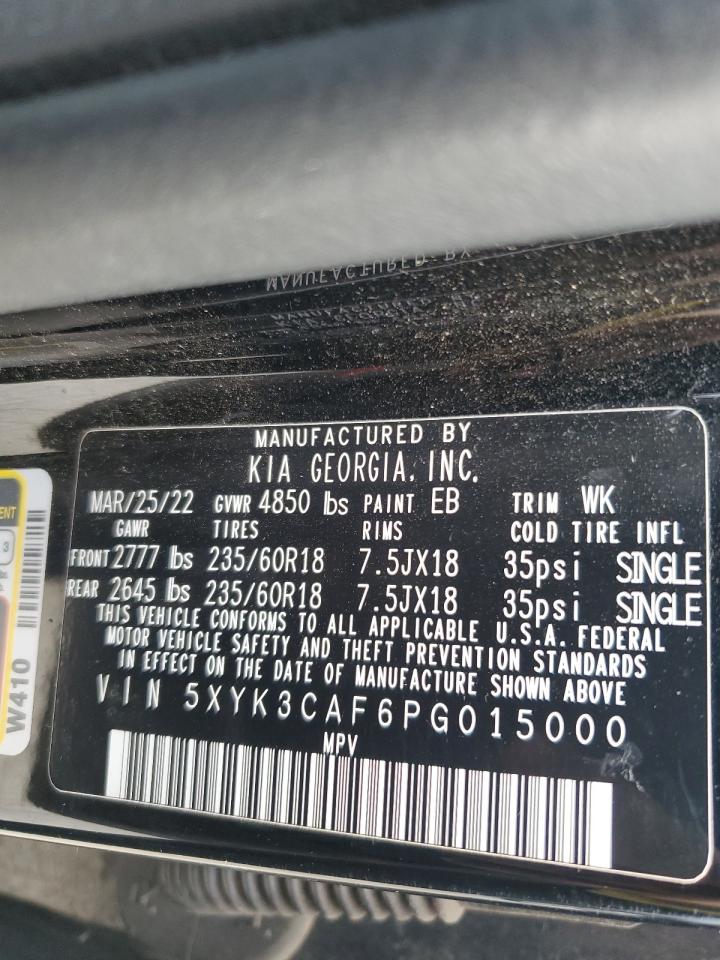 MANUFACTURED BY
MANUFACTURED BY
KIA GEORGIA, INC.
MAR/25/22 GVWR 4850 lbs PAINT EB TRIM WK
GAWR TIRES RIMS COLD TIRE INFL
FRONT 2777 lbs 235/60R18 7.5JX18 35psi SINGLE
REAR 2645 lbs 235/60R18 7.5JX18 35psi SINGLE
THIS VEHICLE CONFORMS TO ALL APPLICABLE U.S.A. FEDERAL
MOTOR VEHICLE SAFETY AND THEFT PREVENTION STANDARDS
IN EFFECT ON THE DATE OF MANUFACTURE SHOWN ABOVE
VIN 5XYK3CAF6PG015000
MPV
3
W410